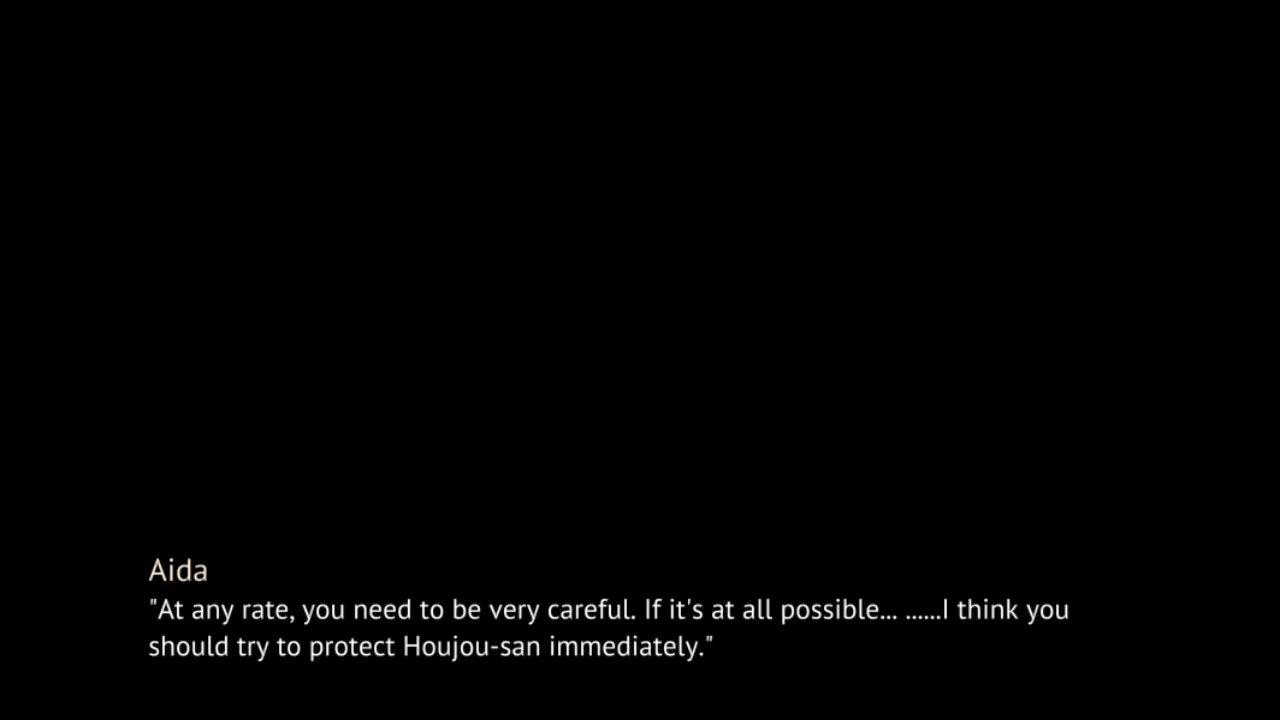 Aida
"At any rate, you need to be very careful. If it's at all possible... ......I think you
should try to protect Houjou-san immediately."